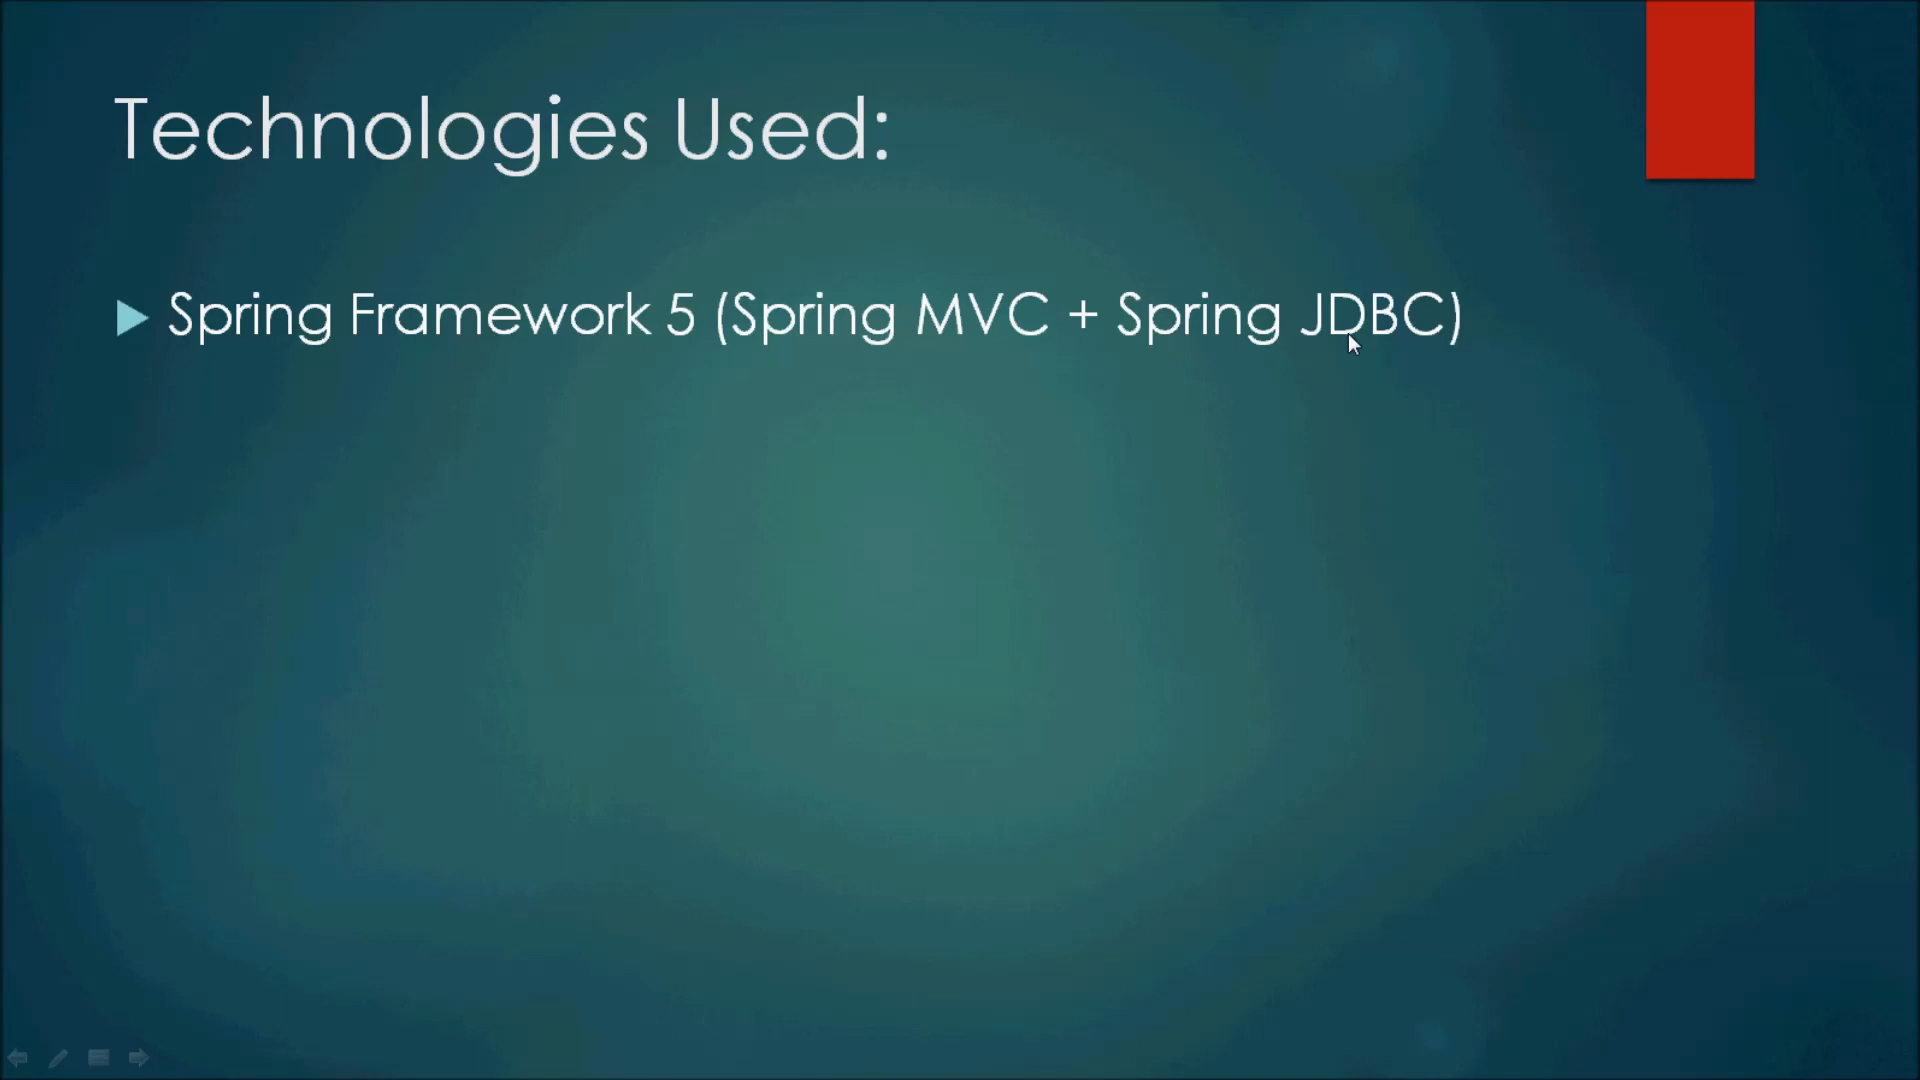 Technologies Used:
Spring Framework 5 (Spring MVC + Spring JDBC)